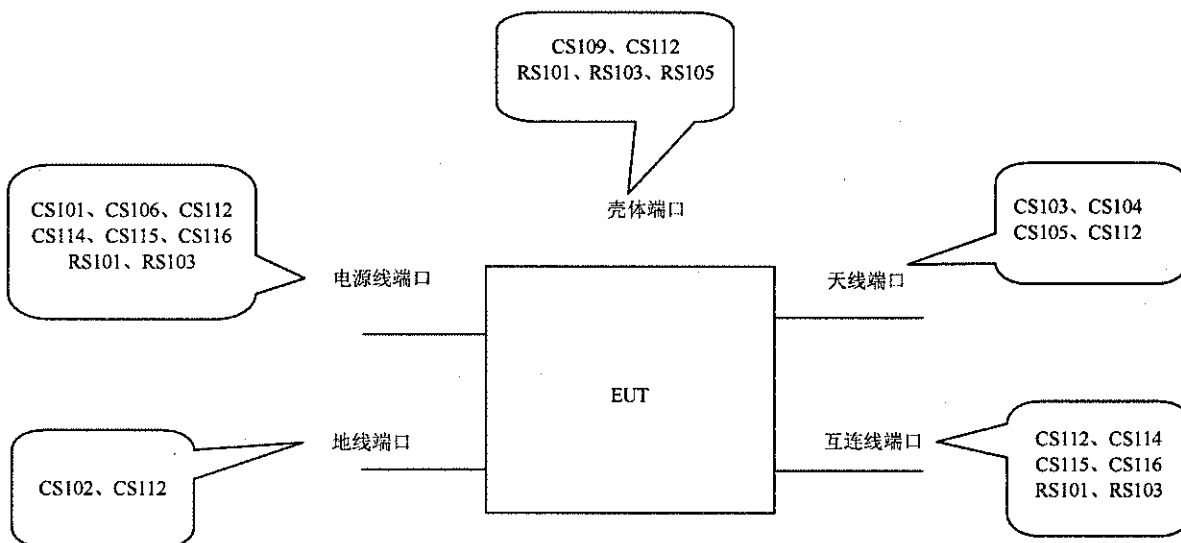 CS109、CS112
RS101、RS103、RS105
壳体端口
CS101、CS106、CS112
CS114、CS115、CS116
RS101、RS103
电源线端口
CS103、CS104
CS105、CS112
天线端口
EUT
地线端口
CS102、CS112
互连线端口
CS112、CS114
CS115、CS116
RS101、RS103